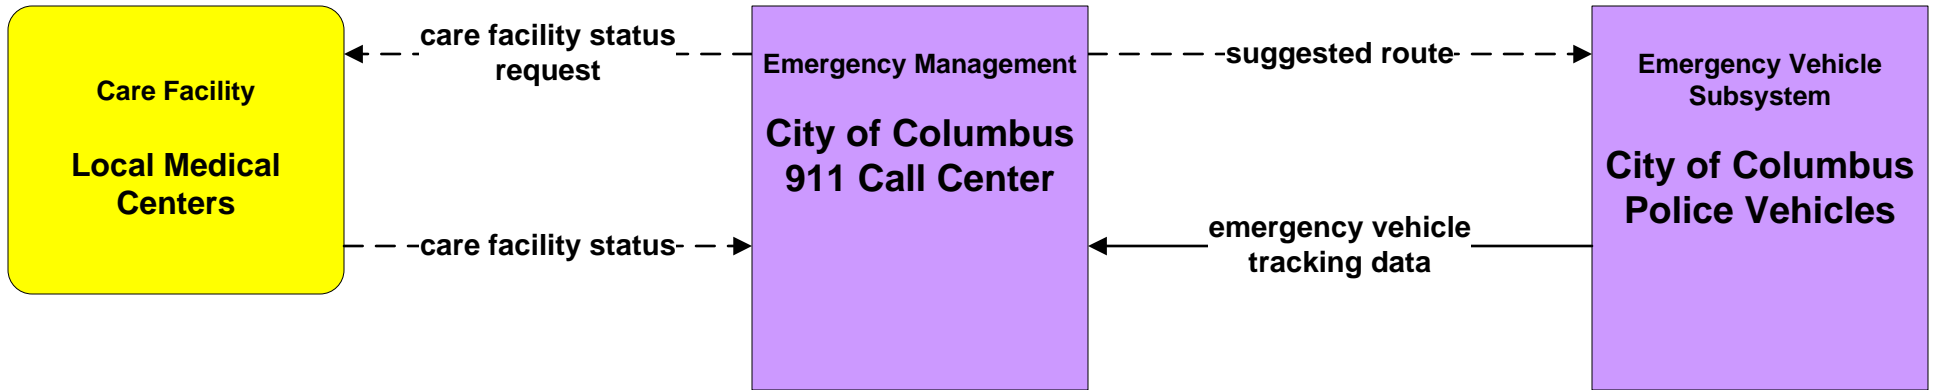 Care Facility
Local Medical
Centers
care facility status
request
care facility status
Emergency Management
City of Columbus
911 Call Center
suggested route
emergency vehicle
tracking data
Emergency Vehicle
Subsystem
City of Columbus
Police Vehicles